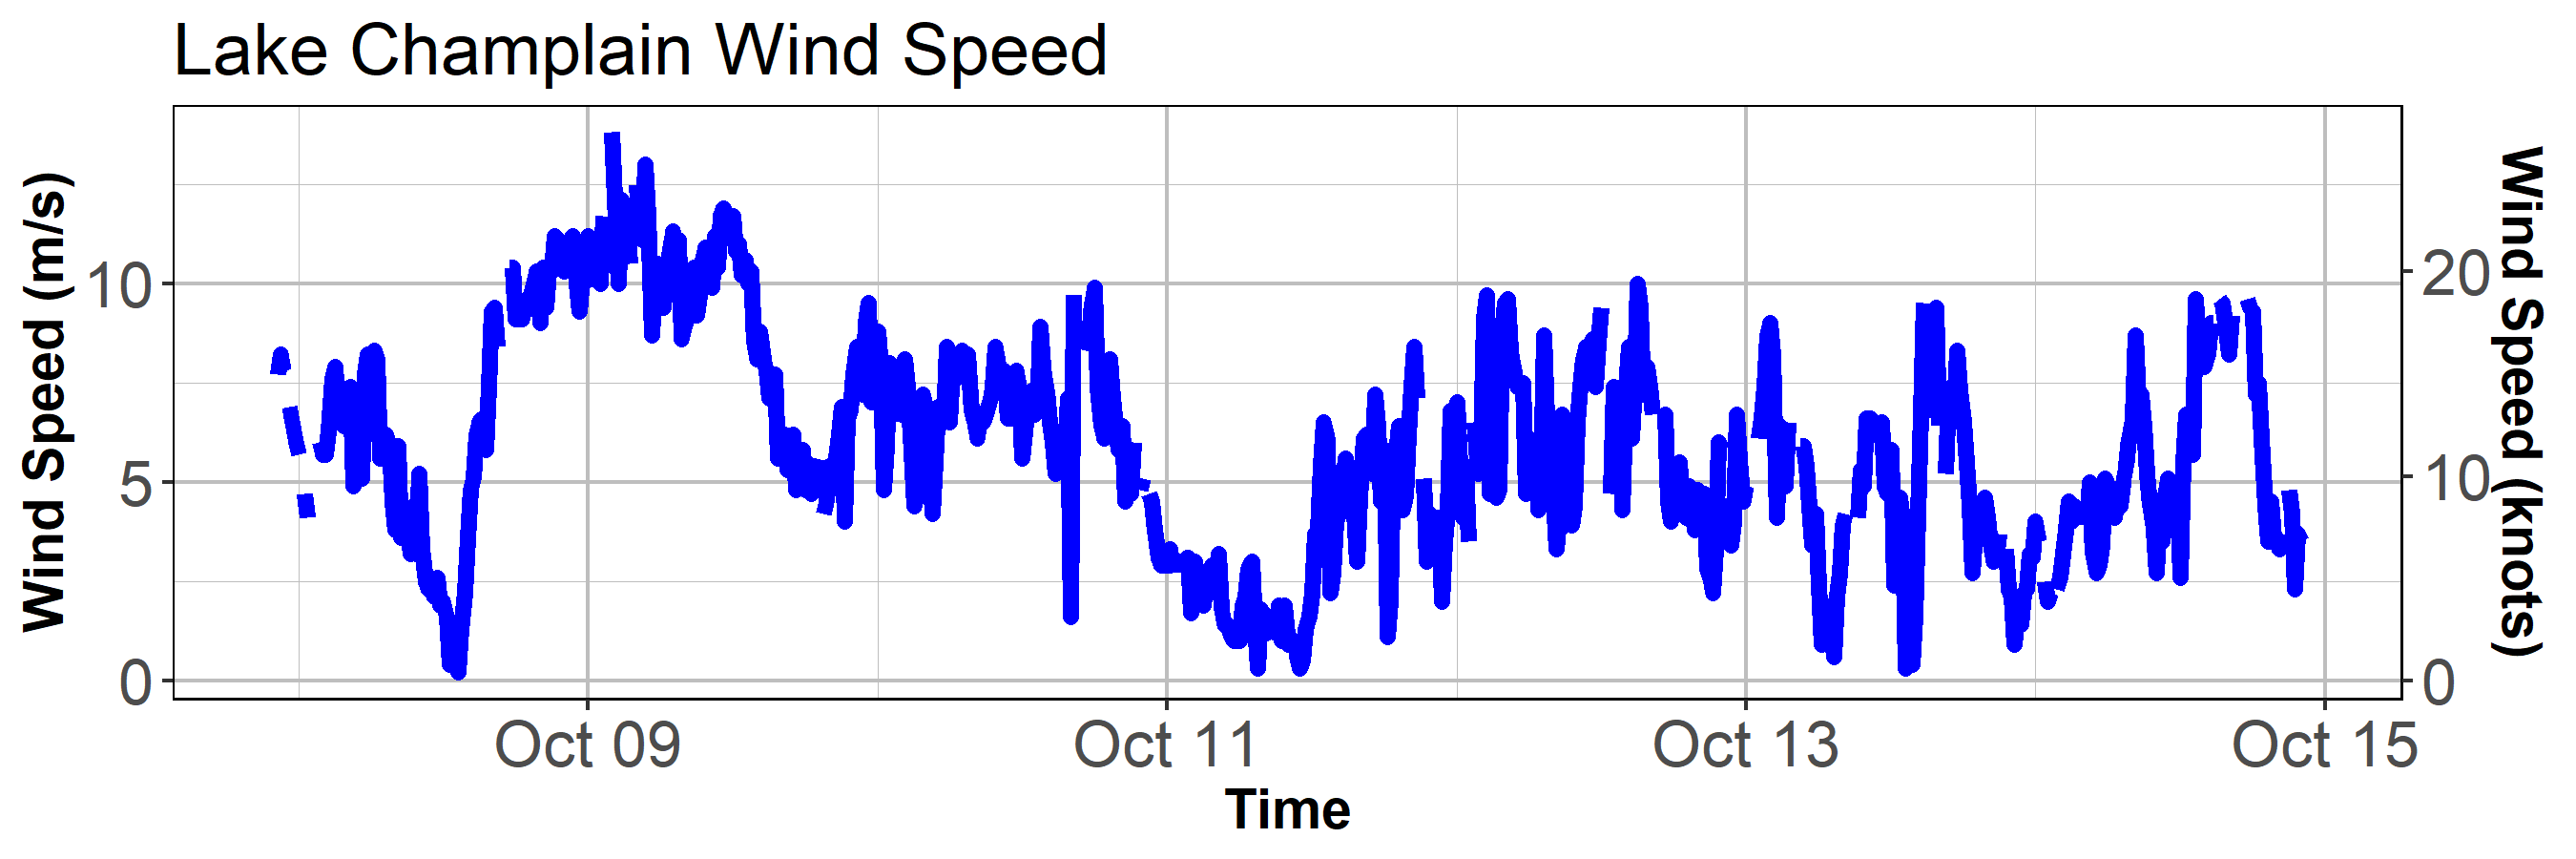 Lake Champlain Wind Speed
Wind Speed (m/s)
10
5
0
20
10
0
Wind Speed (knots)
Oct 09
Oct 11
Oct 13
Oct 15
Time